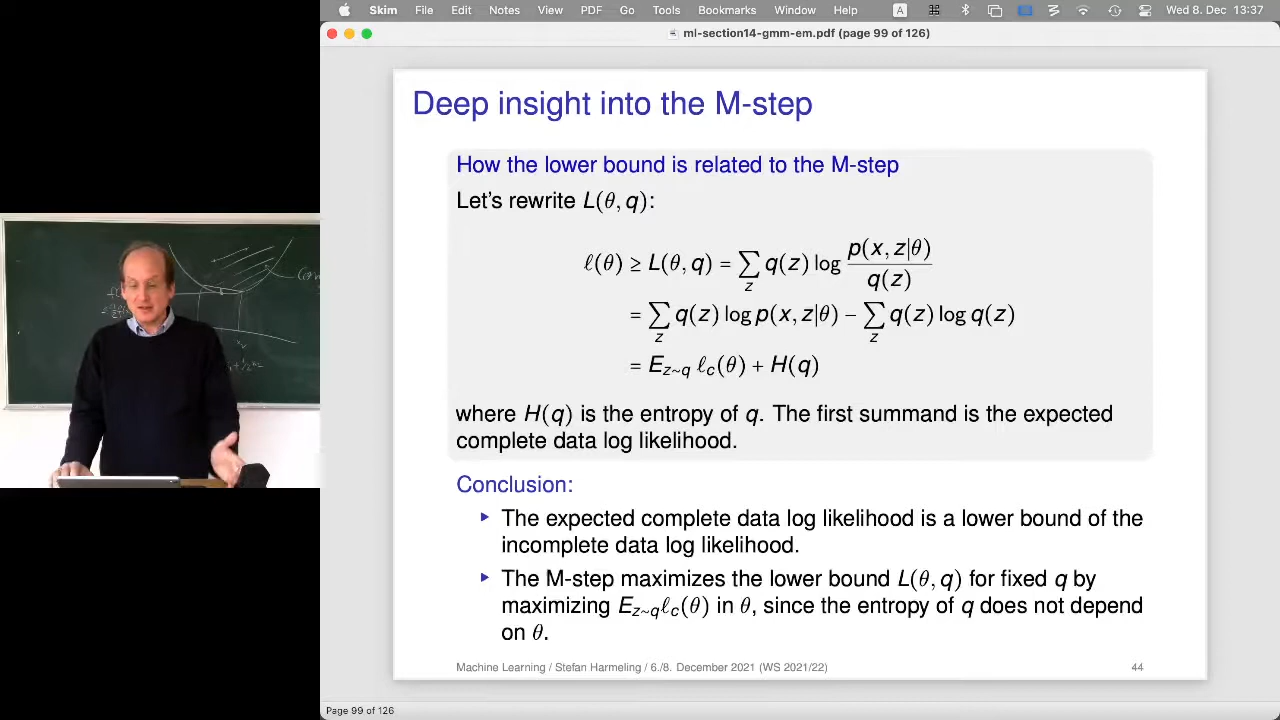 Skim File Edit Notes View PDF Go Tools Bookmarks Window Help A Wed 8. Dec 13:37
ml-section14-gmm-em.pdf (page 99 of 126)
Deep insight into the M-step
How the lower bound is related to the M-step
Let's rewrite L(θ, q):
ℓ(θ) ≥ L(θ, q) = ∑_z q(z) log p(x, z|θ) / q(z)
= ∑_z q(z) log p(x, z|θ) − ∑_z q(z) log q(z)
= E_{z∼q} ℓ_c(θ) + H(q)
where H(q) is the entropy of q. The first summand is the expected
complete data log likelihood.
Conclusion:
▸ The expected complete data log likelihood is a lower bound of the
incomplete data log likelihood.
▸ The M-step maximizes the lower bound L(θ, q) for fixed q by
maximizing E_{z∼q}ℓ_c(θ) in θ, since the entropy of q does not depend
on θ.
Machine Learning / Stefan Harmeling / 6./8. December 2021 (WS 2021/22) 44
Page 99 of 126